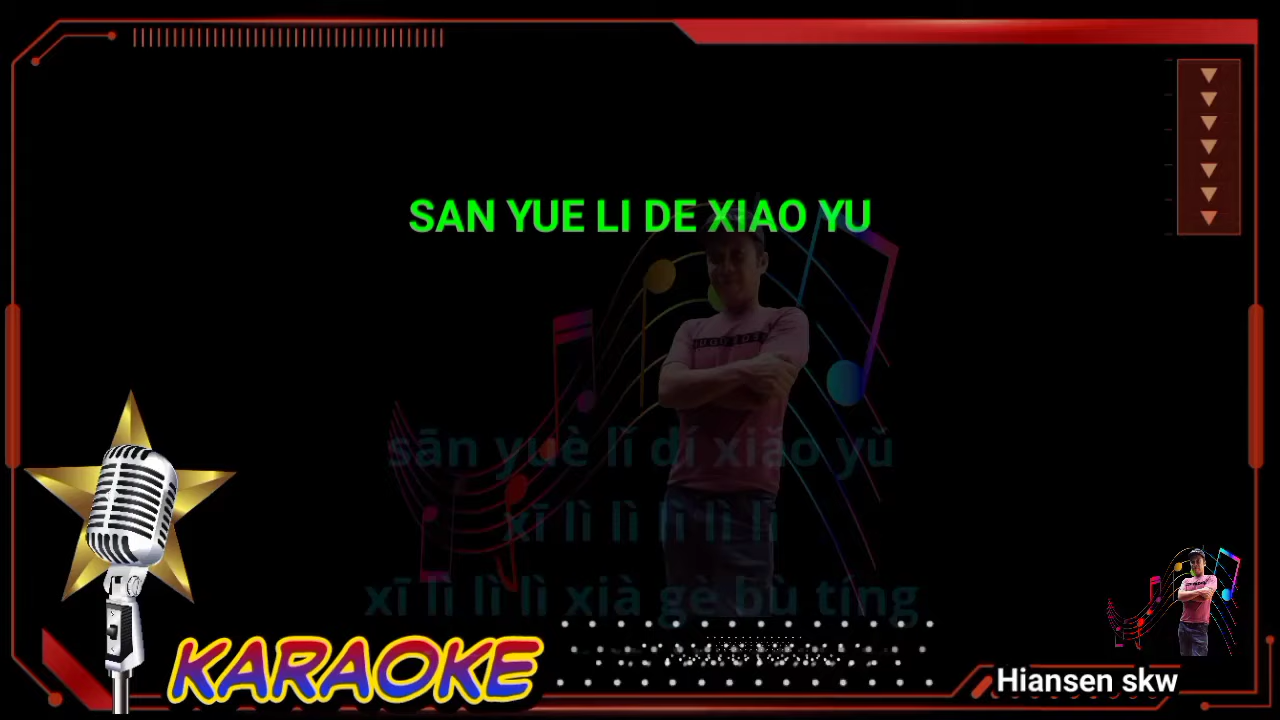 SAN YUE LI DE XIAO YU
sān yuè lǐ dí xiǎo yǔ
xī lì lì lì lì lì
xī lì lì lì xià gè bù tíng
KARAOKE
Hiansen skw